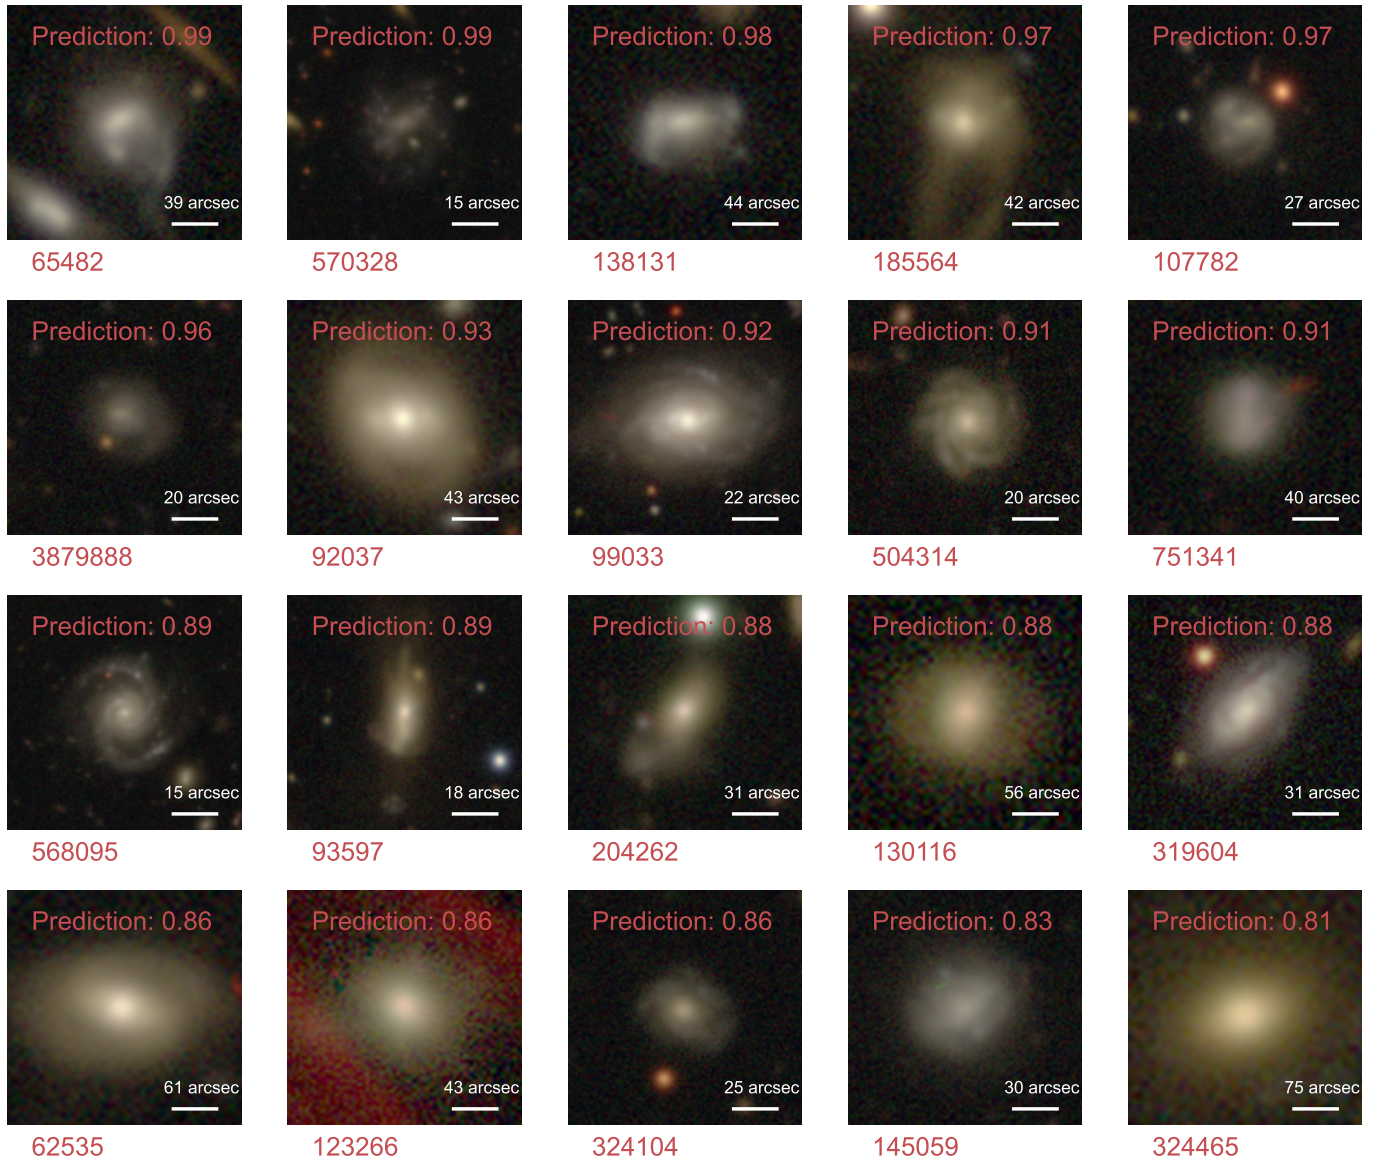 Prediction: 0.99
39 arcsec
65482
Prediction: 0.99
15 arcsec
570328
Prediction: 0.98
44 arcsec
138131
Prediction: 0.97
42 arcsec
185564
Prediction: 0.97
27 arcsec
107782
Prediction: 0.96
20 arcsec
3879888
Prediction: 0.93
43 arcsec
92037
Prediction: 0.92
22 arcsec
99033
Prediction: 0.91
20 arcsec
504314
Prediction: 0.91
40 arcsec
751341
Prediction: 0.89
15 arcsec
568095
Prediction: 0.89
18 arcsec
93597
Prediction: 0.88
31 arcsec
204262
Prediction: 0.88
56 arcsec
130116
Prediction: 0.88
31 arcsec
319604
Prediction: 0.86
61 arcsec
62535
Prediction: 0.86
43 arcsec
123266
Prediction: 0.86
25 arcsec
324104
Prediction: 0.83
30 arcsec
145059
Prediction: 0.81
75 arcsec
324465